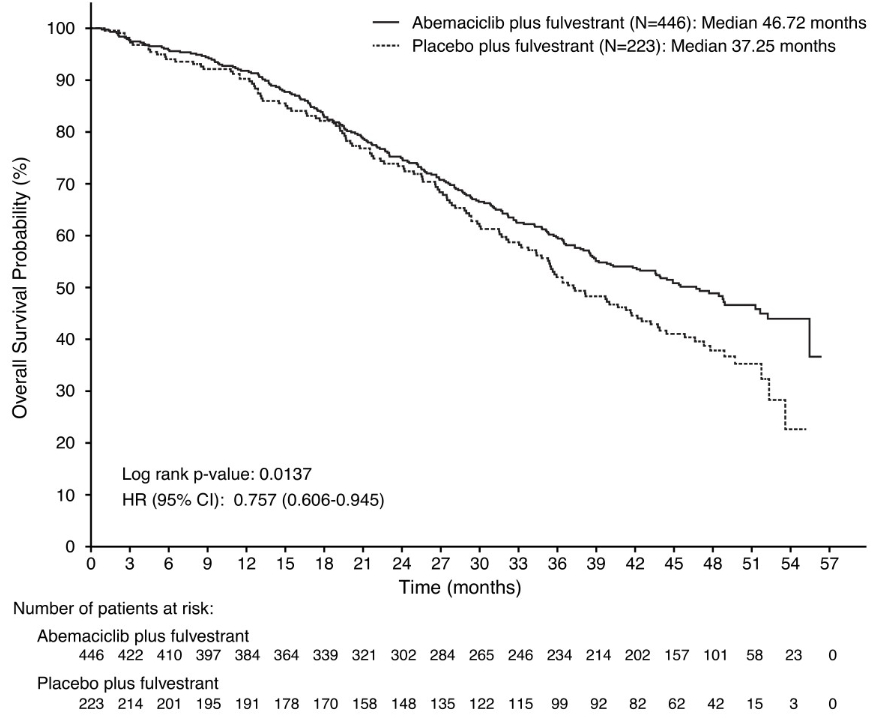 Abemaciclib plus fulvestrant (N=446): Median 46.72 months
Placebo plus fulvestrant (N=223): Median 37.25 months
Overall Survival Probability (%)
100
90
80
70
60
50
40
30
20
10
0
Log rank p-value: 0.0137
HR (95% CI): 0.757 (0.606-0.945)
0 3 6 9 12 15 18 21 24 27 30 33 36 39 42 45 48 51 54 57
Time (months)
Number of patients at risk:
Abemaciclib plus fulvestrant
446 422 410 397 384 364 339 321 302 284 265 246 234 214 202 157 101 58 23 0
Placebo plus fulvestrant
223 214 201 195 191 178 170 158 148 135 122 115 99 92 82 62 42 15 3 0